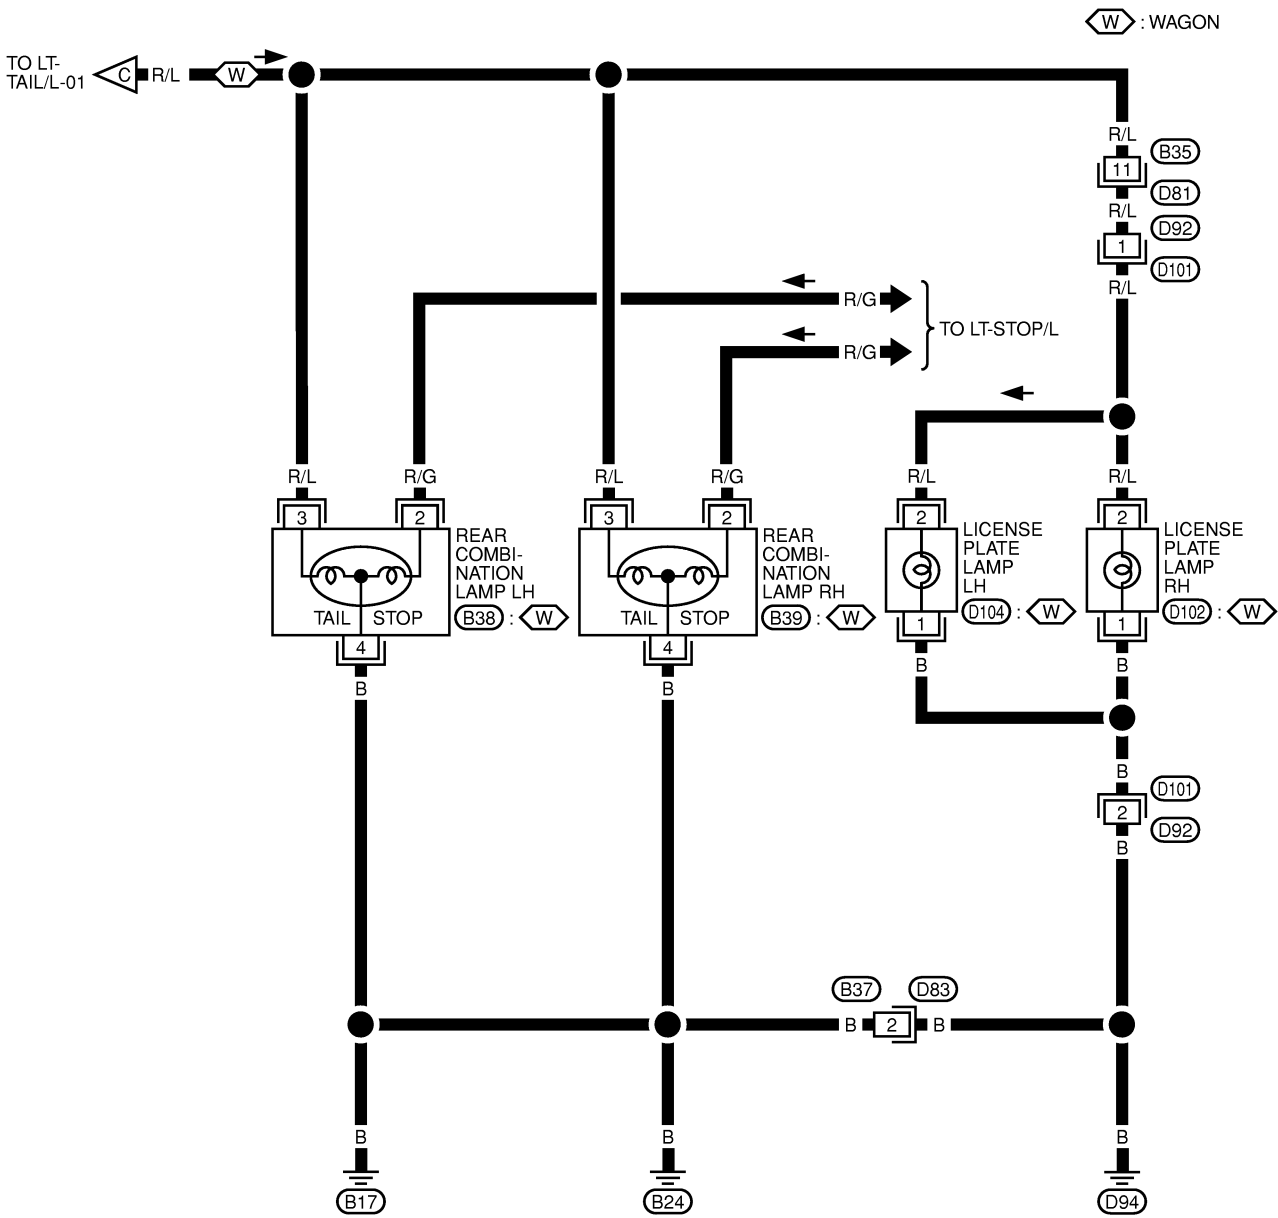 W : WAGON
TO LT-
TAIL/L-01
C R/L W
R/L
B35
11
D81
R/L
D92
1
D101
R/L
R/G
R/G
TO LT-STOP/L
R/L R/G R/L R/G R/L R/L
3 2 3 2 2 2
REAR
COMBI-
NATION
LAMP LH
B38 : W
TAIL STOP
REAR
COMBI-
NATION
LAMP RH
B39 : W
TAIL STOP
LICENSE
PLATE
LAMP
LH
D104 : W
LICENSE
PLATE
LAMP
RH
D102 : W
4 4 1 1
B B B B
B
D101
2
D92
B
B37 D83
B 2 B
B B B
B17 B24 D94